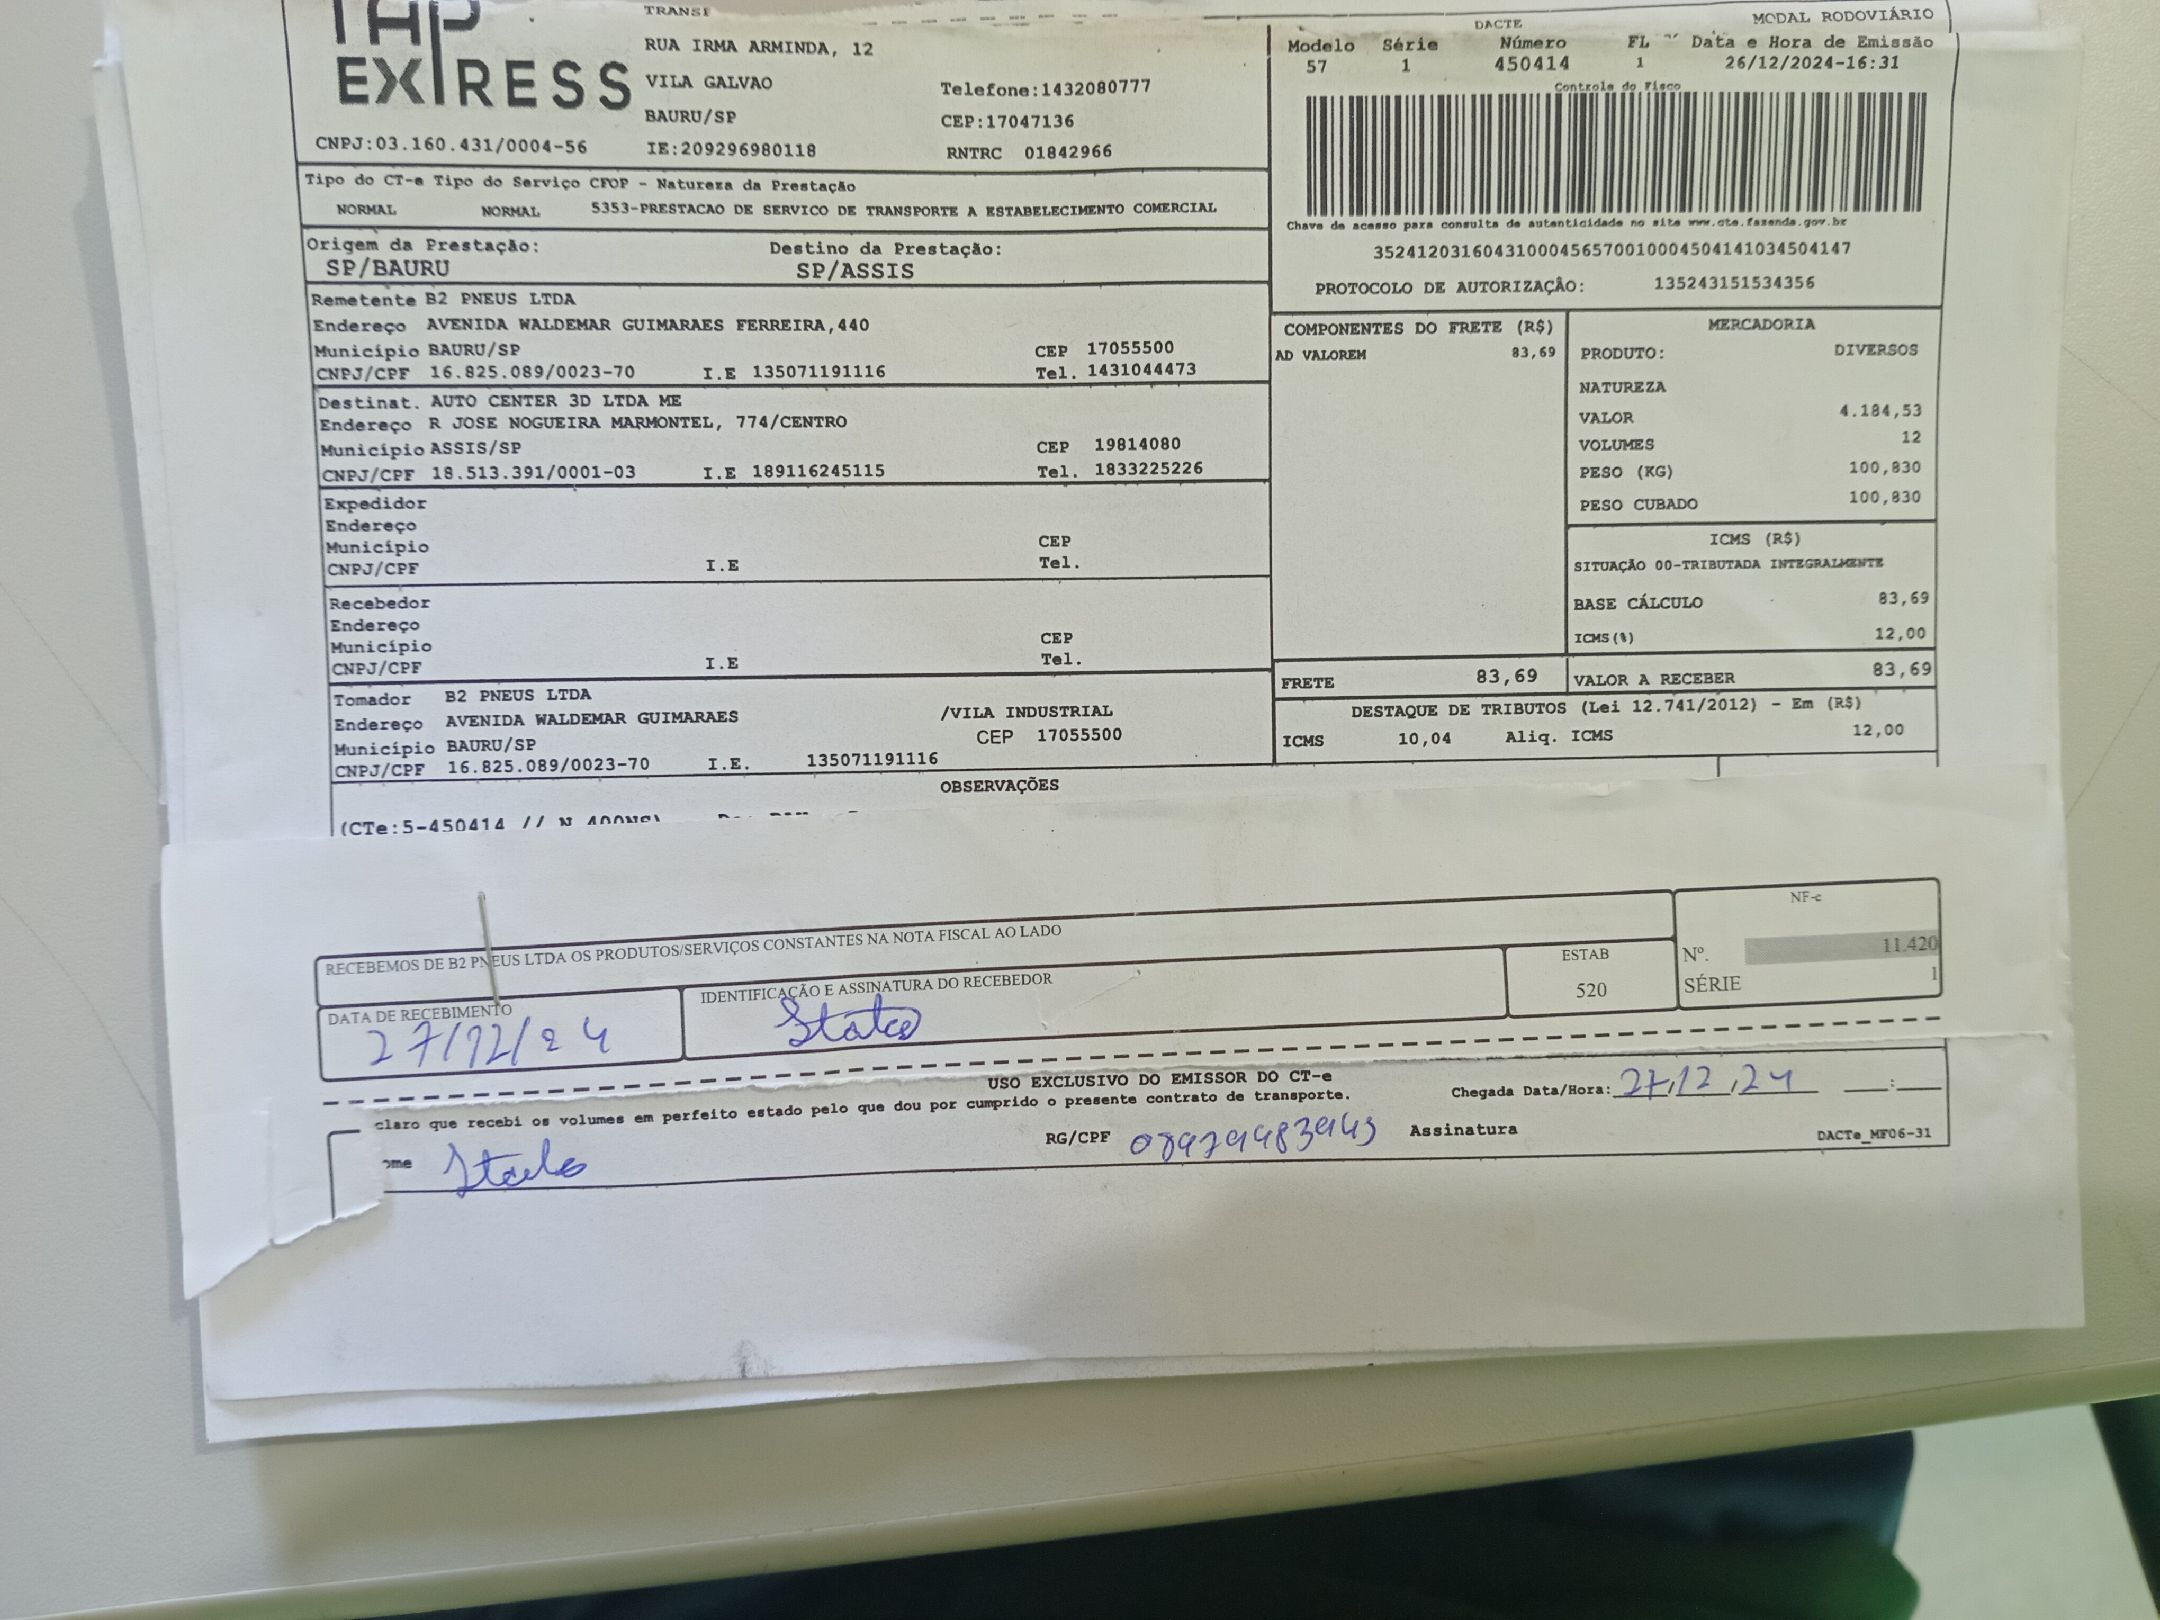 EXPRESS
RUA IRMA ARMINDA, 12
VILA GALVAO
Telefone:1432080777
BAURU/SP
CEP:17047136
CNPJ:03.160.431/0004-56
IE:209296980118
RNTRC 01842966
DACTE
MODAL RODOVIÁRIO
Modelo Série Número FL Data e Hora de Emissão
57 1 450414 1 26/12/2024-16:31
Controle do Fisco
Chave de acesso para consulta de autenticidade no site www.cte.fazenda.gov.br
35241203160431000456570010004504141034504147
PROTOCOLO DE AUTORIZAÇÂO: 135243151534356
Tipo do CT-e Tipo do Serviço CFOP - Natureza da Prestação
NORMAL NORMAL 5353-PRESTACAO DE SERVICO DE TRANSPORTE A ESTABELECIMENTO COMERCIAL
Origem da Prestação: Destino da Prestação:
SP/BAURU SP/ASSIS
Remetente B2 PNEUS LTDA
Endereço AVENIDA WALDEMAR GUIMARAES FERREIRA,440
Município BAURU/SP CEP 17055500
CNPJ/CPF 16.825.089/0023-70 I.E 135071191116 Tel. 1431044473
Destinat. AUTO CENTER 3D LTDA ME
Endereço R JOSE NOGUEIRA MARMONTEL, 774/CENTRO
Município ASSIS/SP CEP 19814080
CNPJ/CPF 18.513.391/0001-03 I.E 189116245115 Tel. 1833225226
Expedidor
Endereço
Município CEP
CNPJ/CPF I.E Tel.
Recebedor
Endereço
Município CEP
CNPJ/CPF I.E Tel.
Tomador B2 PNEUS LTDA
Endereço AVENIDA WALDEMAR GUIMARAES /VILA INDUSTRIAL
Município BAURU/SP CEP 17055500
CNPJ/CPF 16.825.089/0023-70 I.E. 135071191116
COMPONENTES DO FRETE (R$)
AD VALOREM 83,69
MERCADORIA
PRODUTO: DIVERSOS
NATUREZA
VALOR 4.184,53
VOLUMES 12
PESO (KG) 100,830
PESO CUBADO 100,830
ICMS (R$)
SITUAÇÃO 00-TRIBUTADA INTEGRALMENTE
BASE CÁLCULO 83,69
ICMS(%) 12,00
FRETE 83,69 VALOR A RECEBER 83,69
DESTAQUE DE TRIBUTOS (Lei 12.741/2012) - Em (R$)
ICMS 10,04 Aliq. ICMS 12,00
OBSERVAÇÕES
(CTe:5-450414 //
RECEBEMOS DE B2 PNEUS LTDA OS PRODUTOS/SERVIÇOS CONSTANTES NA NOTA FISCAL AO LADO
NF-e
DATA DE RECEBIMENTO IDENTIFICAÇÃO E ASSINATURA DO RECEBEDOR ESTAB Nº. 11.420
27/12/24 520 SÉRIE 1
USO EXCLUSIVO DO EMISSOR DO CT-e
claro que recebi os volumes em perfeito estado pelo que dou por cumprido o presente contrato de transporte.
Chegada Data/Hora: 27,12,24 :
ome RG/CPF Assinatura
DACTe_MF06-31